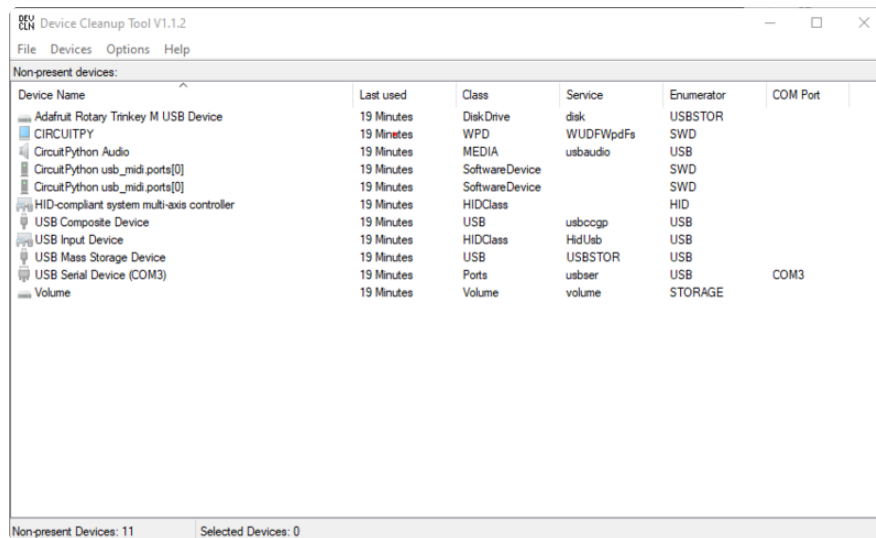 DEV CLN Device Cleanup Tool V1.1.2
File Devices Options Help
Non-present devices:
Device Name Last used Class Service Enumerator COM Port
Adafruit Rotary Trinkey M USB Device 19 Minutes DiskDrive disk USBSTOR
CIRCUITPY 19 Minutes WPD WUDFWpdFs SWD
CircuitPython Audio 19 Minutes MEDIA usbaudio USB
CircuitPython usb_midi.ports[0] 19 Minutes SoftwareDevice SWD
CircuitPython usb_midi.ports[0] 19 Minutes SoftwareDevice SWD
HID-compliant system multi-axis controller 19 Minutes HIDClass HID
USB Composite Device 19 Minutes USB usbccgp USB
USB Input Device 19 Minutes HIDClass HidUsb USB
USB Mass Storage Device 19 Minutes USB USBSTOR USB
USB Serial Device (COM3) 19 Minutes Ports usbser USB COM3
Volume 19 Minutes Volume volume STORAGE
Non-present Devices: 11 Selected Devices: 0